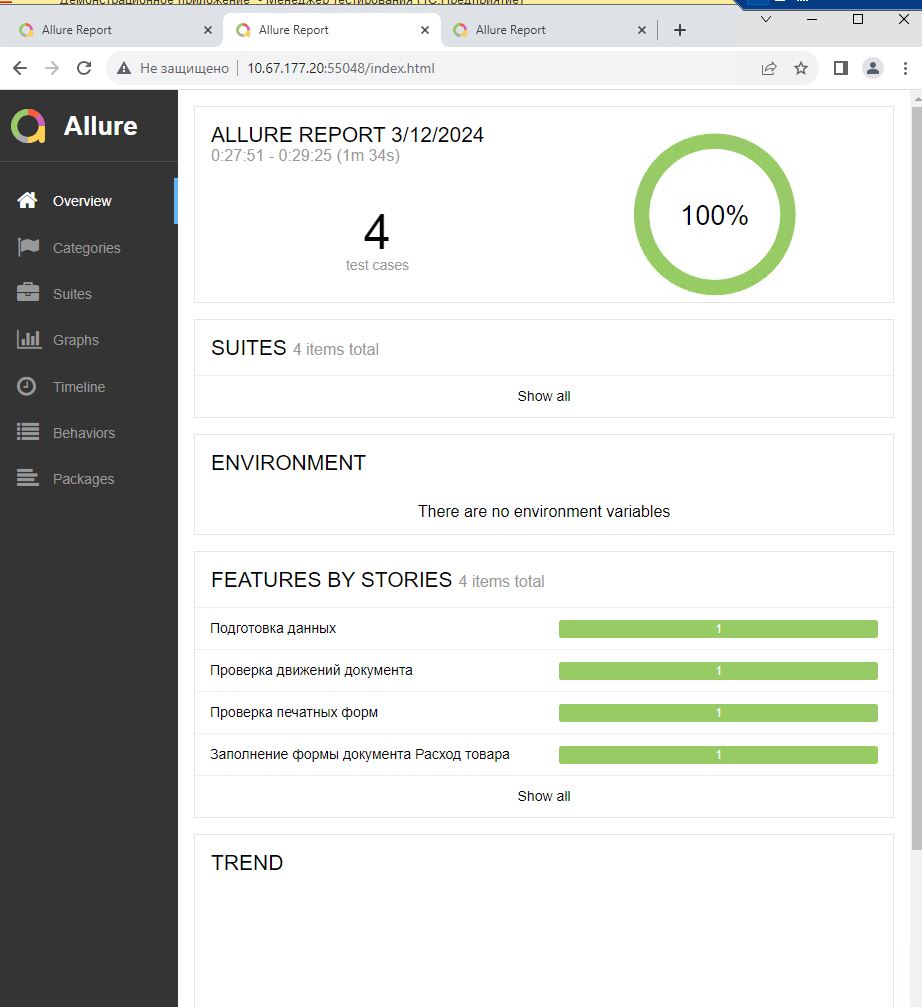 Демонстрационное приложение - Менеджер тестирования (1С:Предприятие)
Allure Report
Allure Report
Allure Report
Не защищено
10.67.177.20:55048/index.html
Allure
Overview
Categories
Suites
Graphs
Timeline
Behaviors
Packages
ALLURE REPORT 3/12/2024
0:27:51 - 0:29:25 (1m 34s)
4
test cases
100%
SUITES 4 items total
Show all
ENVIRONMENT
There are no environment variables
FEATURES BY STORIES 4 items total
Подготовка данных 1
Проверка движений документа 1
Проверка печатных форм 1
Заполнение формы документа Расход товара 1
Show all
TREND